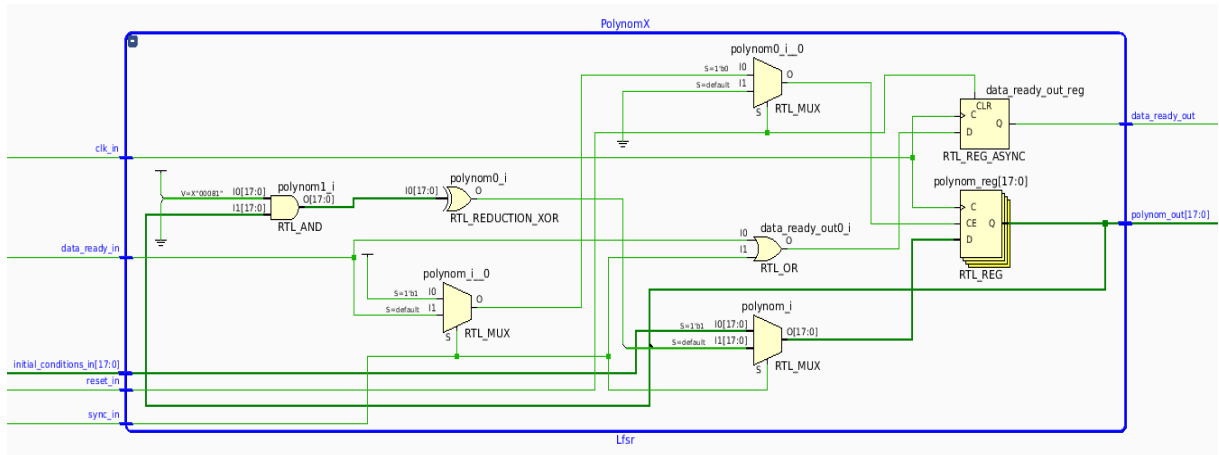 PolynomX
polynom0_i__0
S=1'b0 I0
S=default I1
O
S
RTL_MUX
data_ready_out_reg
CLR
C
D
Q
RTL_REG_ASYNC
data_ready_out
clk_in
polynom1_i
V=X"00081" I0[17:0]
I1[17:0]
O[17:0]
RTL_AND
polynom0_i
I0[17:0]
O
RTL_REDUCTION_XOR
polynom_reg[17:0]
C
CE
D
Q
RTL_REG
polynom_out[17:0]
data_ready_in
data_ready_out0_i
I0
I1
O
RTL_OR
polynom_i__0
S=1'b1 I0
S=default I1
O
S
RTL_MUX
polynom_i
S=1'b1 I0[17:0]
S=default I1[17:0]
O[17:0]
S
RTL_MUX
initial_conditions_in[17:0]
reset_in
sync_in
Lfsr